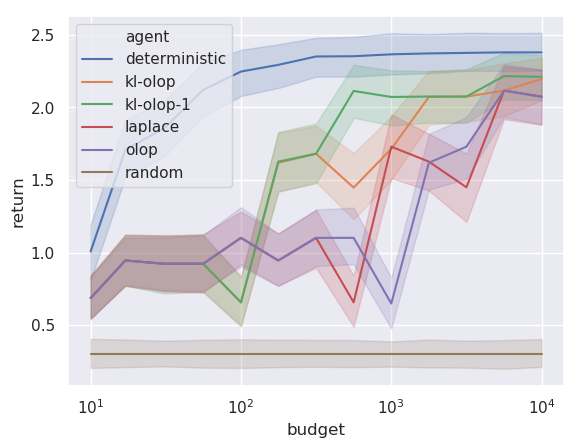 agent
deterministic
kl-olop
kl-olop-1
laplace
olop
random
2.5
2.0
1.5
1.0
0.5
return
10¹
10²
10³
10⁴
budget